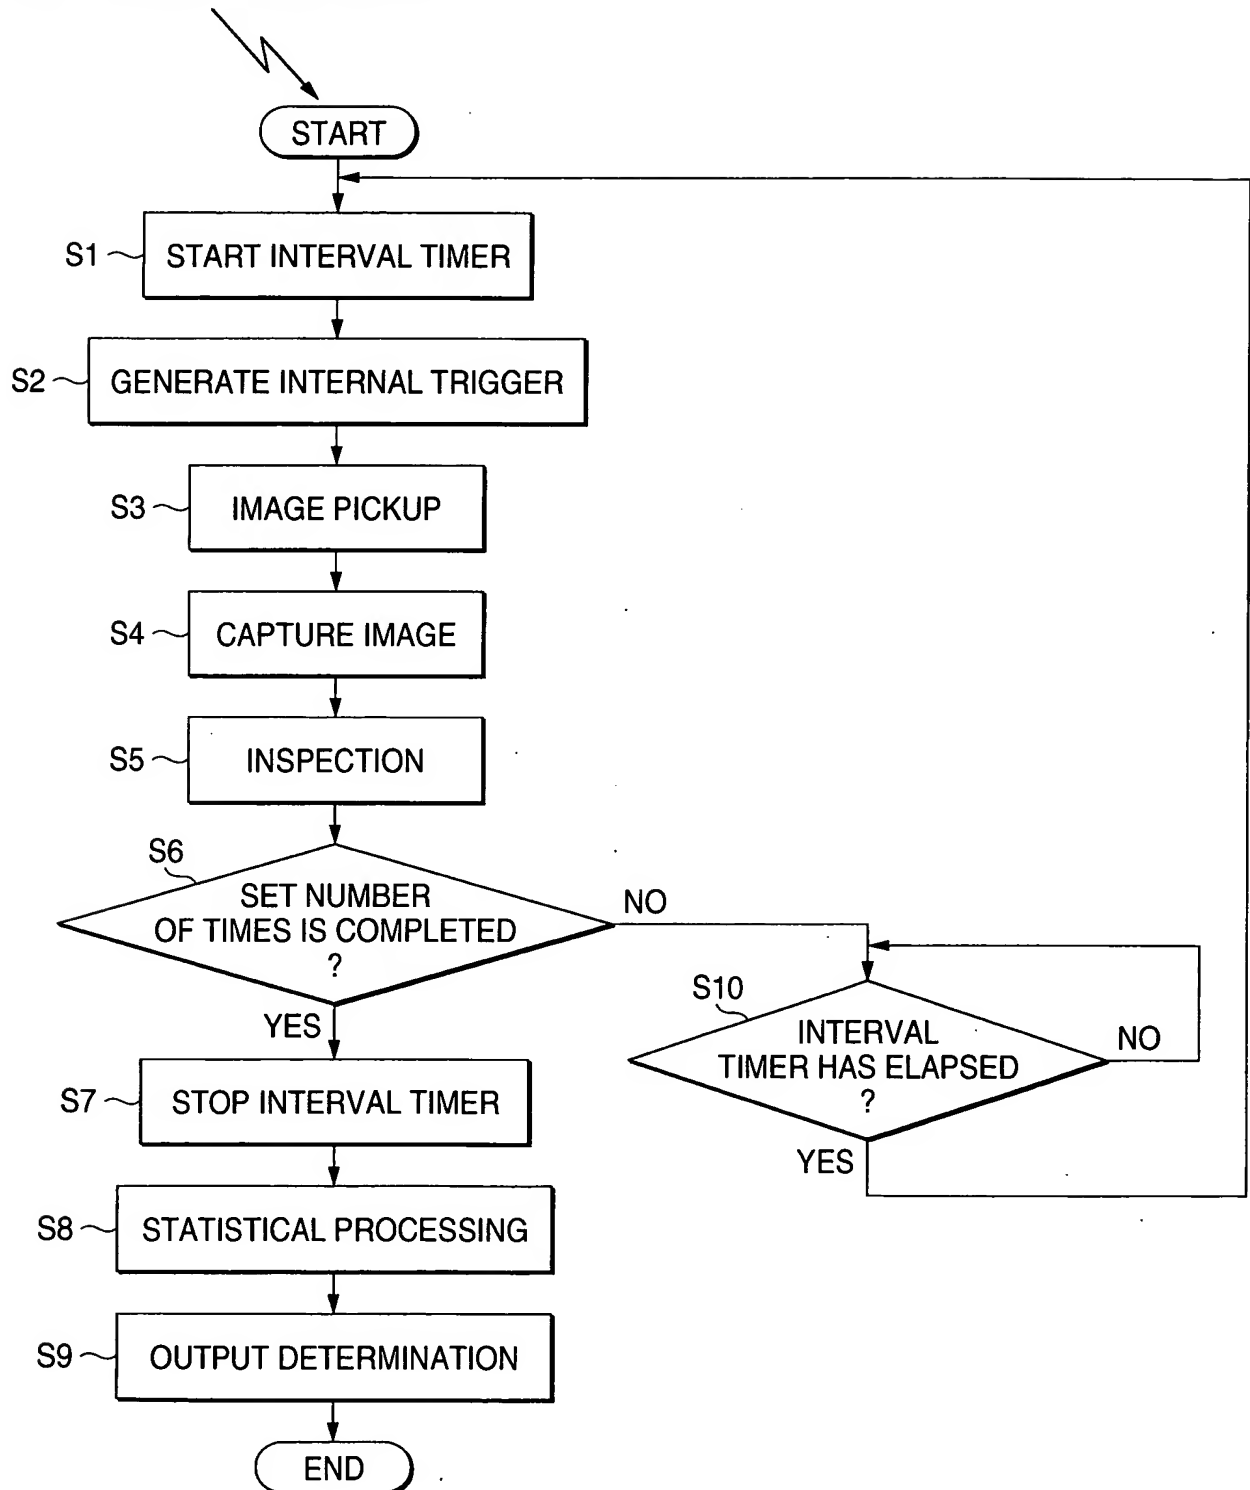 START
S1
START INTERVAL TIMER
S2
GENERATE INTERNAL TRIGGER
S3
IMAGE PICKUP
S4
CAPTURE IMAGE
S5
INSPECTION
S6
SET NUMBER
OF TIMES IS COMPLETED
?
NO
YES
S10
INTERVAL
TIMER HAS ELAPSED
?
NO
YES
S7
STOP INTERVAL TIMER
S8
STATISTICAL PROCESSING
S9
OUTPUT DETERMINATION
END